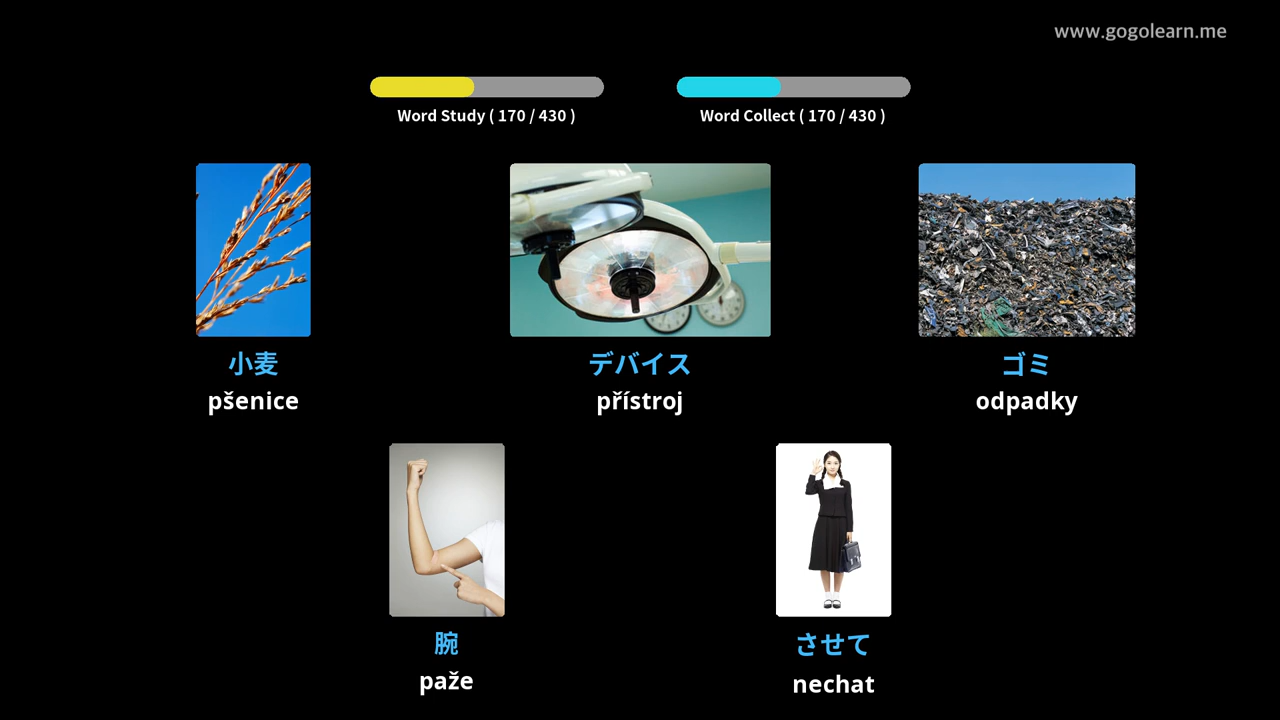 www.gogolearn.me
Word Study ( 170 / 430 )
Word Collect ( 170 / 430 )
小麦
pšenice
デバイス
přístroj
ゴミ
odpadky
腕
paže
させて
nechat